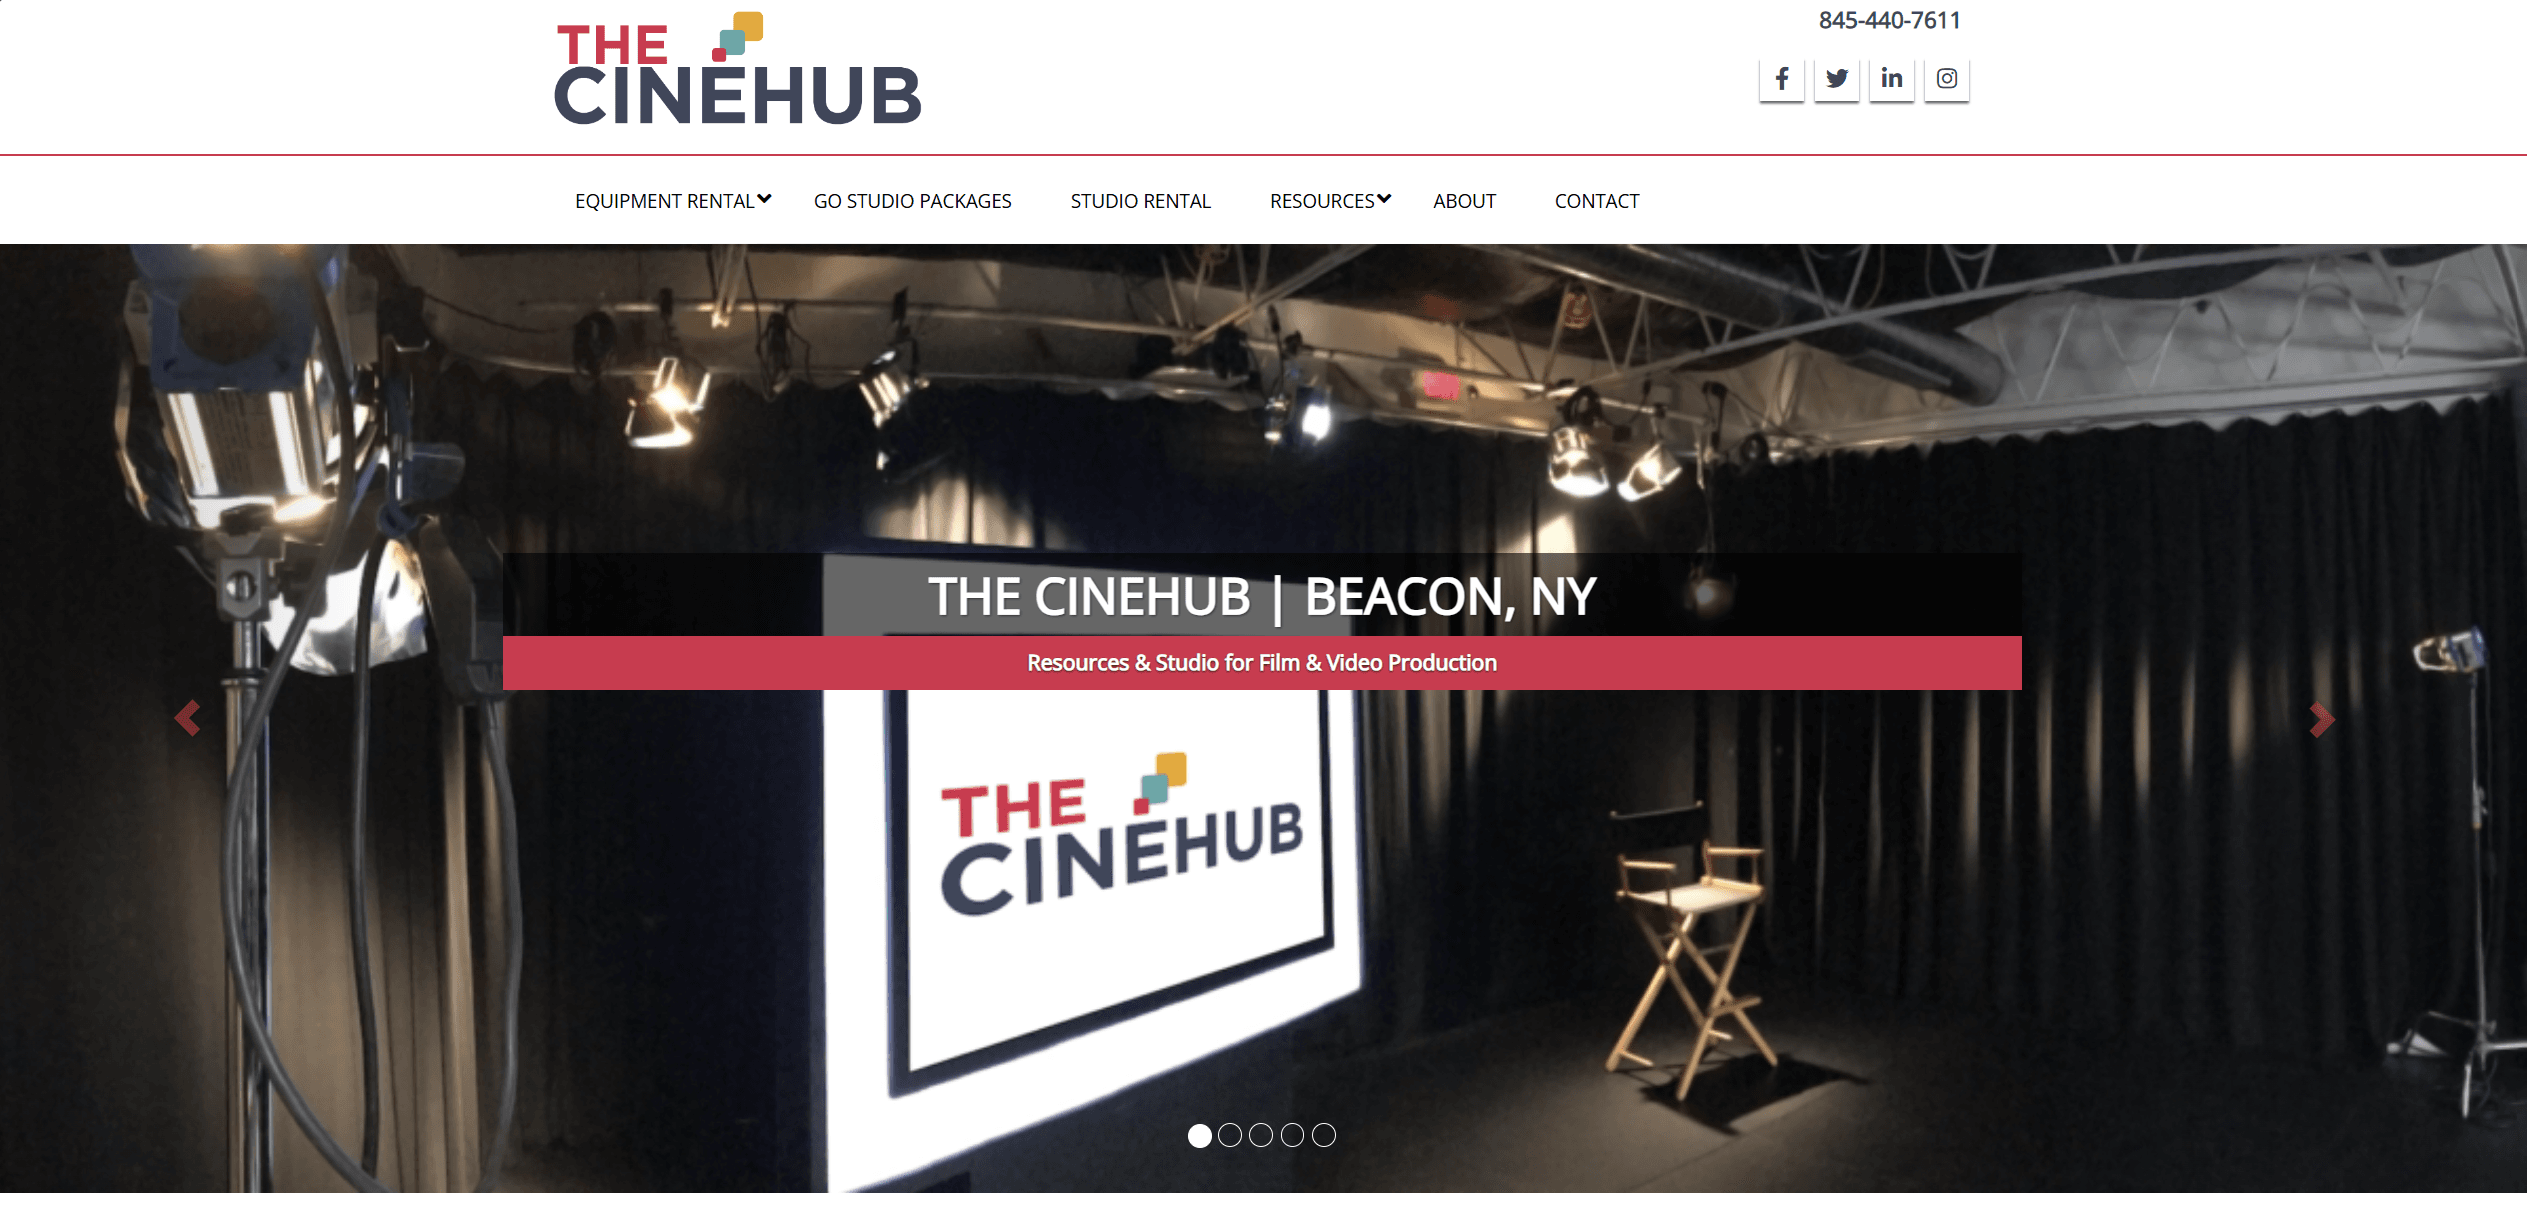 THE
CINEHUB
845-440-7611
EQUIPMENT RENTAL GO STUDIO PACKAGES STUDIO RENTAL RESOURCES ABOUT CONTACT
THE CINEHUB | BEACON, NY
Resources & Studio for Film & Video Production
THE
CINEHUB